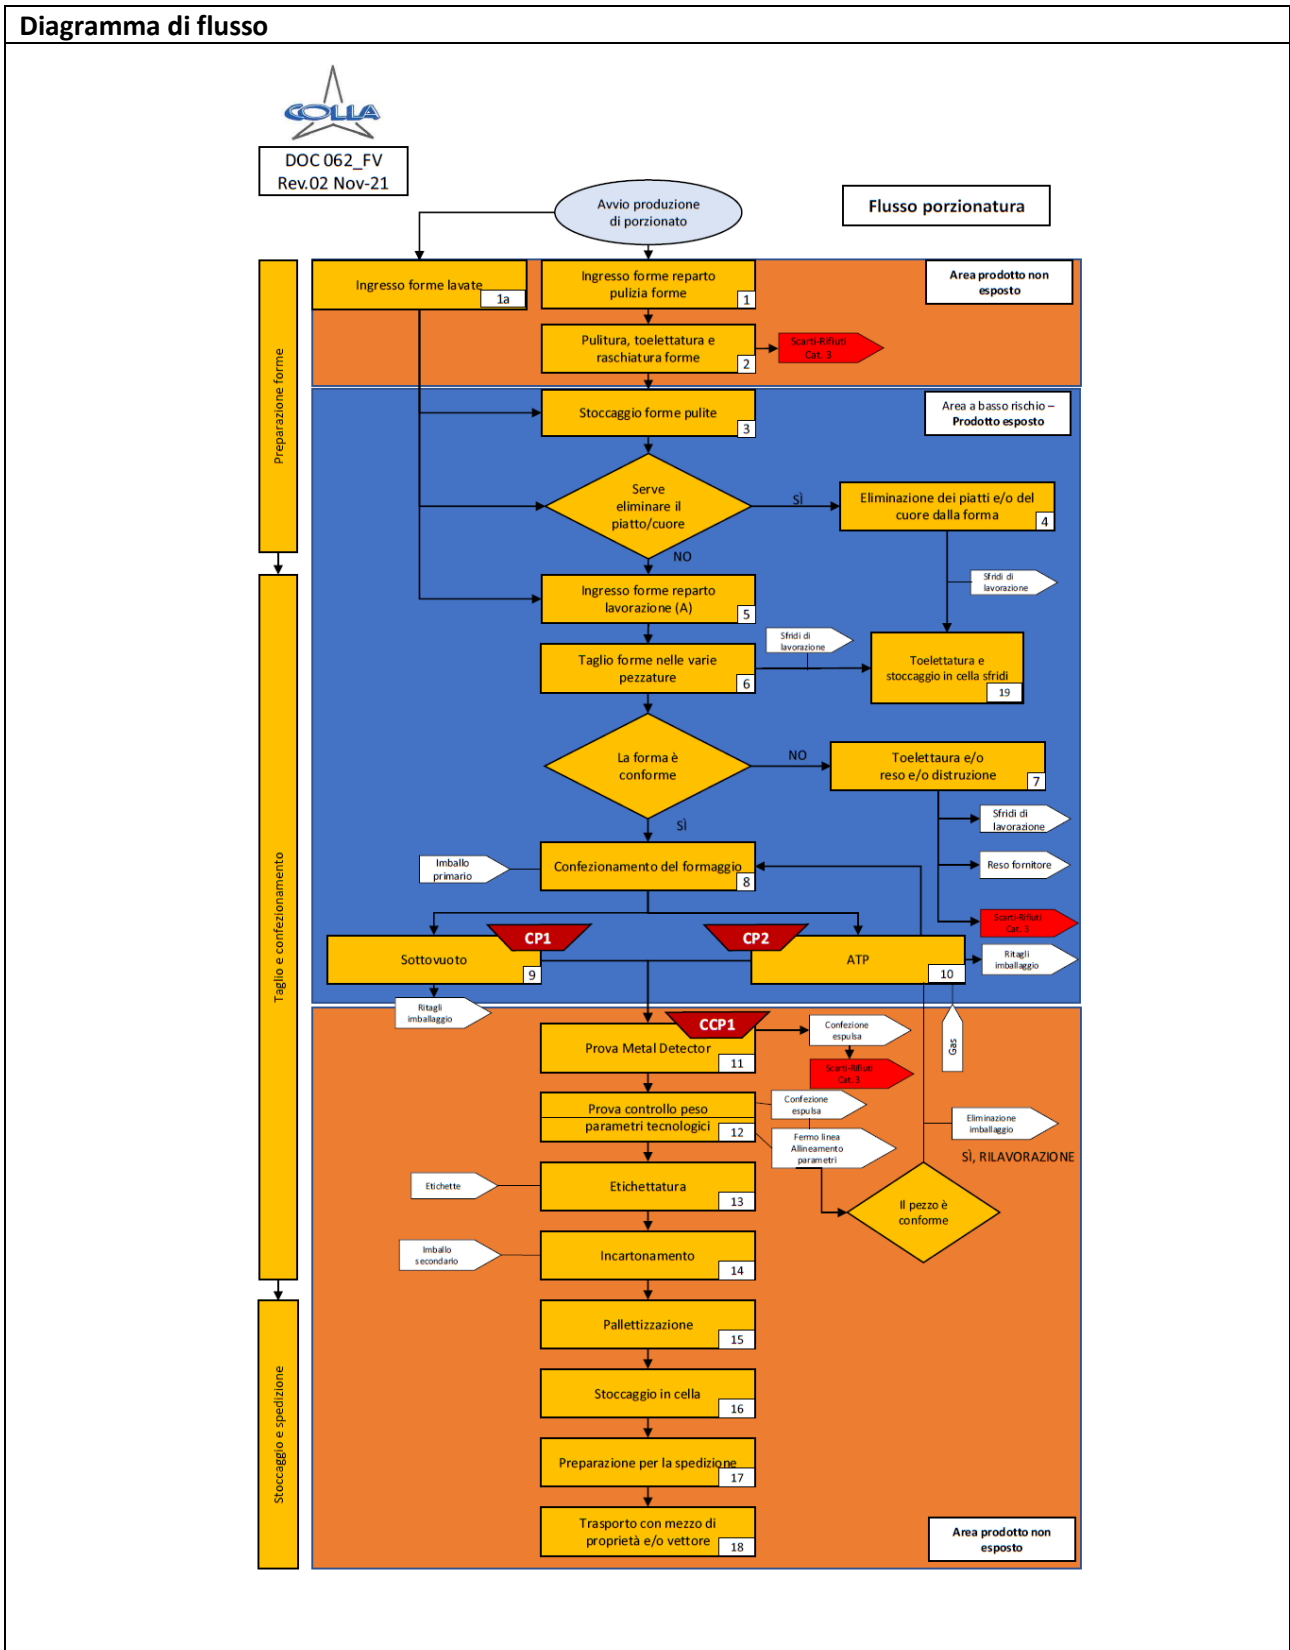 Diagramma di flusso
COLLA
DOC 062_FV
Rev.02 Nov-21
Avvio produzione
di porzionato
Flusso porzionatura
Preparazione forme
Ingresso forme lavate
1a
Ingresso forme reparto
pulizia forme
1
Area prodotto non
esposto
Pulitura, toelettatura e
raschiatura forme
2
Scarti-Rifiuti
Cat. 3
Stoccaggio forme pulite
3
Area a basso rischio –
Prodotto esposto
Serve
eliminare il
piatto/cuore
SÌ
Eliminazione dei piatti e/o del
cuore dalla forma
4
NO
Sfridi di
lavorazione
Taglio e confezionamento
Ingresso forme reparto
lavorazione (A)
5
Sfridi di
lavorazione
Taglio forme nelle varie
pezzature
6
Toelettatura e
stoccaggio in cella sfridi
19
La forma è
conforme
NO
Toelettaura e/o
reso e/o distruzione
7
SÌ
Sfridi di
lavorazione
Imballo
primario
Confezionamento del formaggio
8
Reso fornitore
Scarti-Rifiuti
Cat. 3
CP1
CP2
Sottovuoto
9
ATP
10
Ritagli
imballaggio
Ritagli
imballaggio
CCP1
Prova Metal Detector
11
Confezione
espulsa
Gas
Scarti-Rifiuti
Cat. 3
Prova controllo peso
parametri tecnologici
12
Confezione
espulsa
Fermo linea
Allineamento
parametri
Eliminazione
imballaggio
SÌ, RILAVORAZIONE
Etichette
Etichettatura
13
Il pezzo è
conforme
Imballo
secondario
Incartonamento
14
Stoccaggio e spedizione
Pallettizzazione
15
Stoccaggio in cella
16
Preparazione per la spedizione
17
Trasporto con mezzo di
proprietà e/o vettore
18
Area prodotto non
esposto